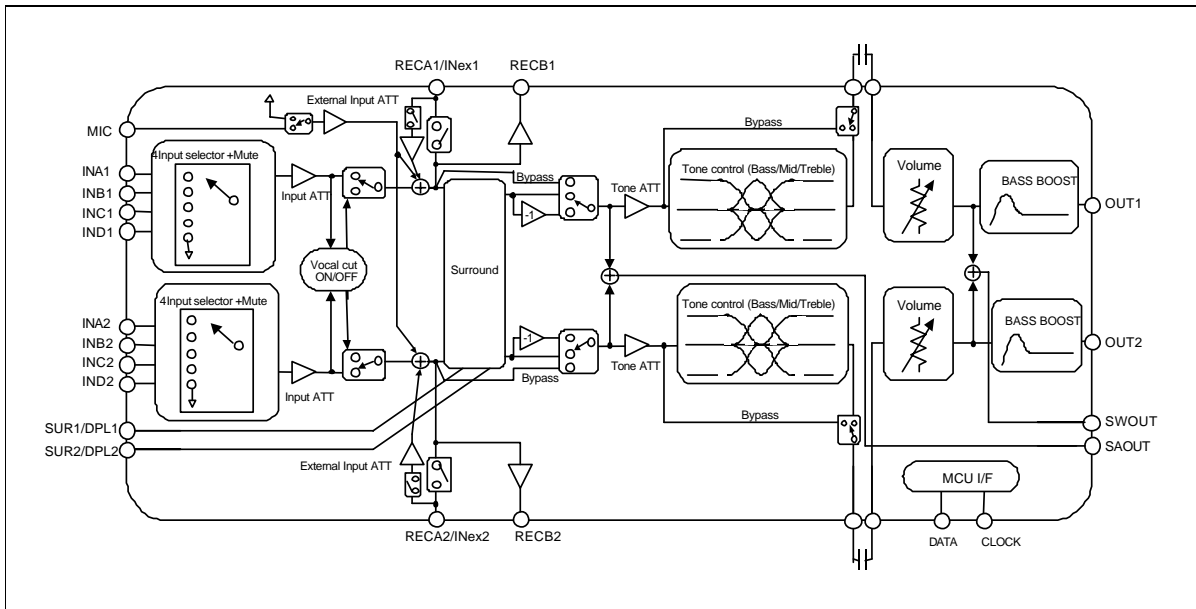 RECA1/INex1
RECB1
External Input ATT
MIC
Bypass
4Input selector +Mute
INA1
INB1
INC1
IND1
Input ATT
Bypass
-1
Tone ATT
Tone control (Bass/Mid/Treble)
Volume
BASS BOOST
OUT1
Vocal cut
ON/OFF
Surround
4Input selector +Mute
INA2
INB2
INC2
IND2
Input ATT
-1
Bypass
Tone ATT
Tone control (Bass/Mid/Treble)
Volume
BASS BOOST
OUT2
Bypass
SUR1/DPL1
SUR2/DPL2
SWOUT
SAOUT
External Input ATT
MCU I/F
RECA2/INex2
RECB2
DATA
CLOCK